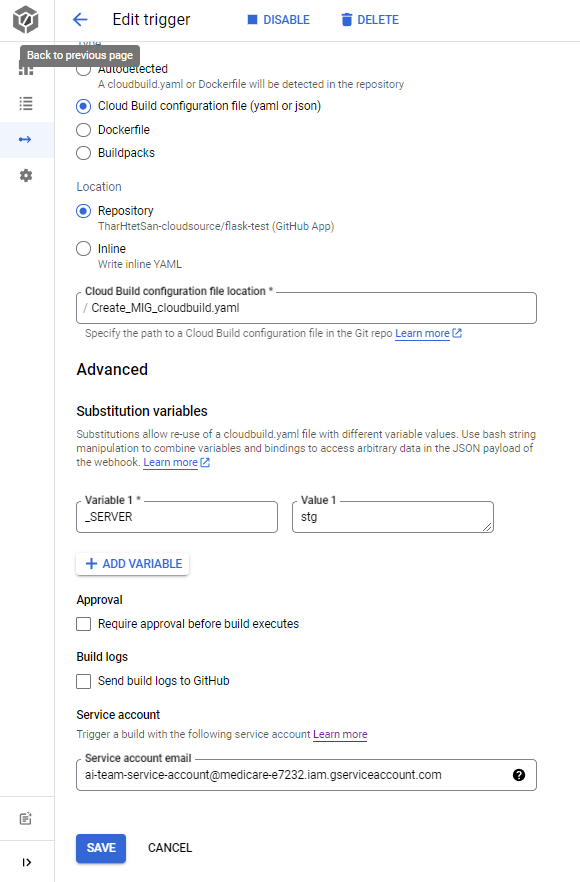 Edit trigger
DISABLE
DELETE
Type
Back to previous page
Autodetected
A cloudbuild.yaml or Dockerfile will be detected in the repository
Cloud Build configuration file (yaml or json)
Dockerfile
Buildpacks
Location
Repository
TharHtetSan-cloudsource/flask-test (GitHub App)
Inline
Write inline YAML
Cloud Build configuration file location *
/ Create_MIG_cloudbuild.yaml
Specify the path to a Cloud Build configuration file in the Git repo Learn more
Advanced
Substitution variables
Substitutions allow re-use of a cloudbuild.yaml file with different variable values. Use bash string
manipulation to combine variables and bindings to access arbitrary data in the JSON payload of
the webhook. Learn more
Variable 1 *
_SERVER
Value 1
stg
+ ADD VARIABLE
Approval
Require approval before build executes
Build logs
Send build logs to GitHub
Service account
Trigger a build with the following service account Learn more
Service account email
ai-team-service-account@medicare-e7232.iam.gserviceaccount.com
?
SAVE
CANCEL